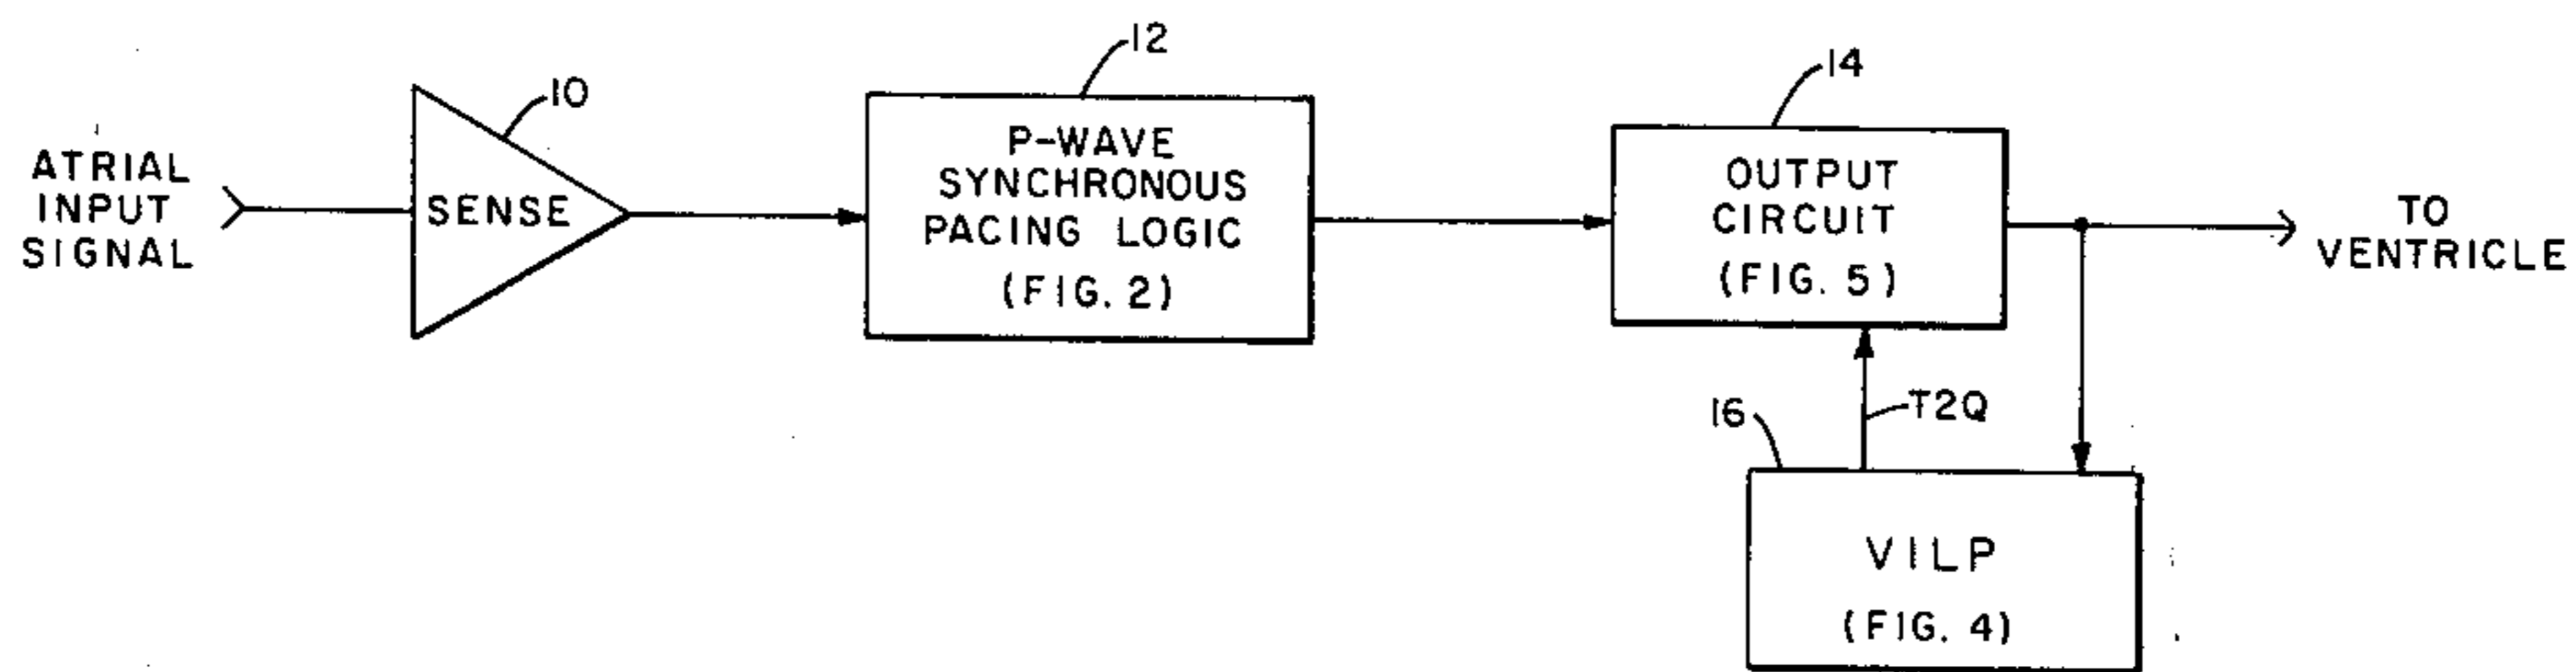 ATRIAL
INPUT
SIGNAL
10
SENSE
12
P-WAVE
SYNCHRONOUS
PACING LOGIC
(FIG. 2)
14
OUTPUT
CIRCUIT
(FIG. 5)
TO
VENTRICLE
T2Q
16
VILP
(FIG. 4)